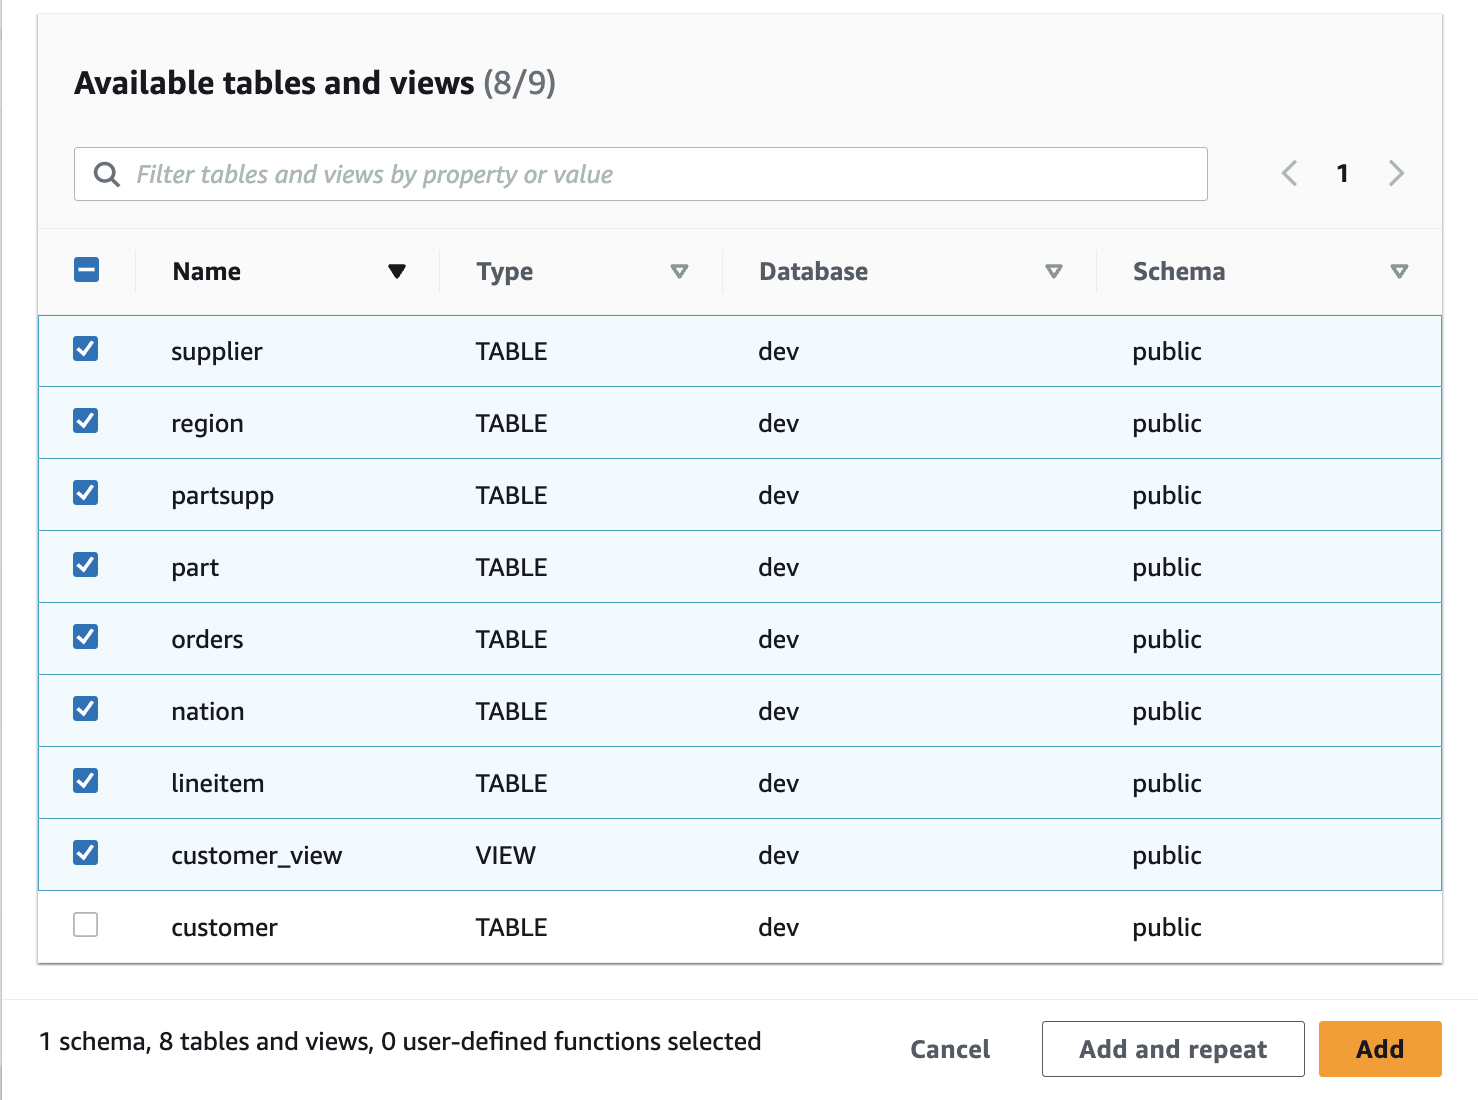 Available tables and views (8/9)
Filter tables and views by property or value 1
Name Type Database Schema
supplier TABLE dev public
region TABLE dev public
partsupp TABLE dev public
part TABLE dev public
orders TABLE dev public
nation TABLE dev public
lineitem TABLE dev public
customer_view VIEW dev public
customer TABLE dev public
1 schema, 8 tables and views, 0 user-defined functions selected Cancel Add and repeat Add